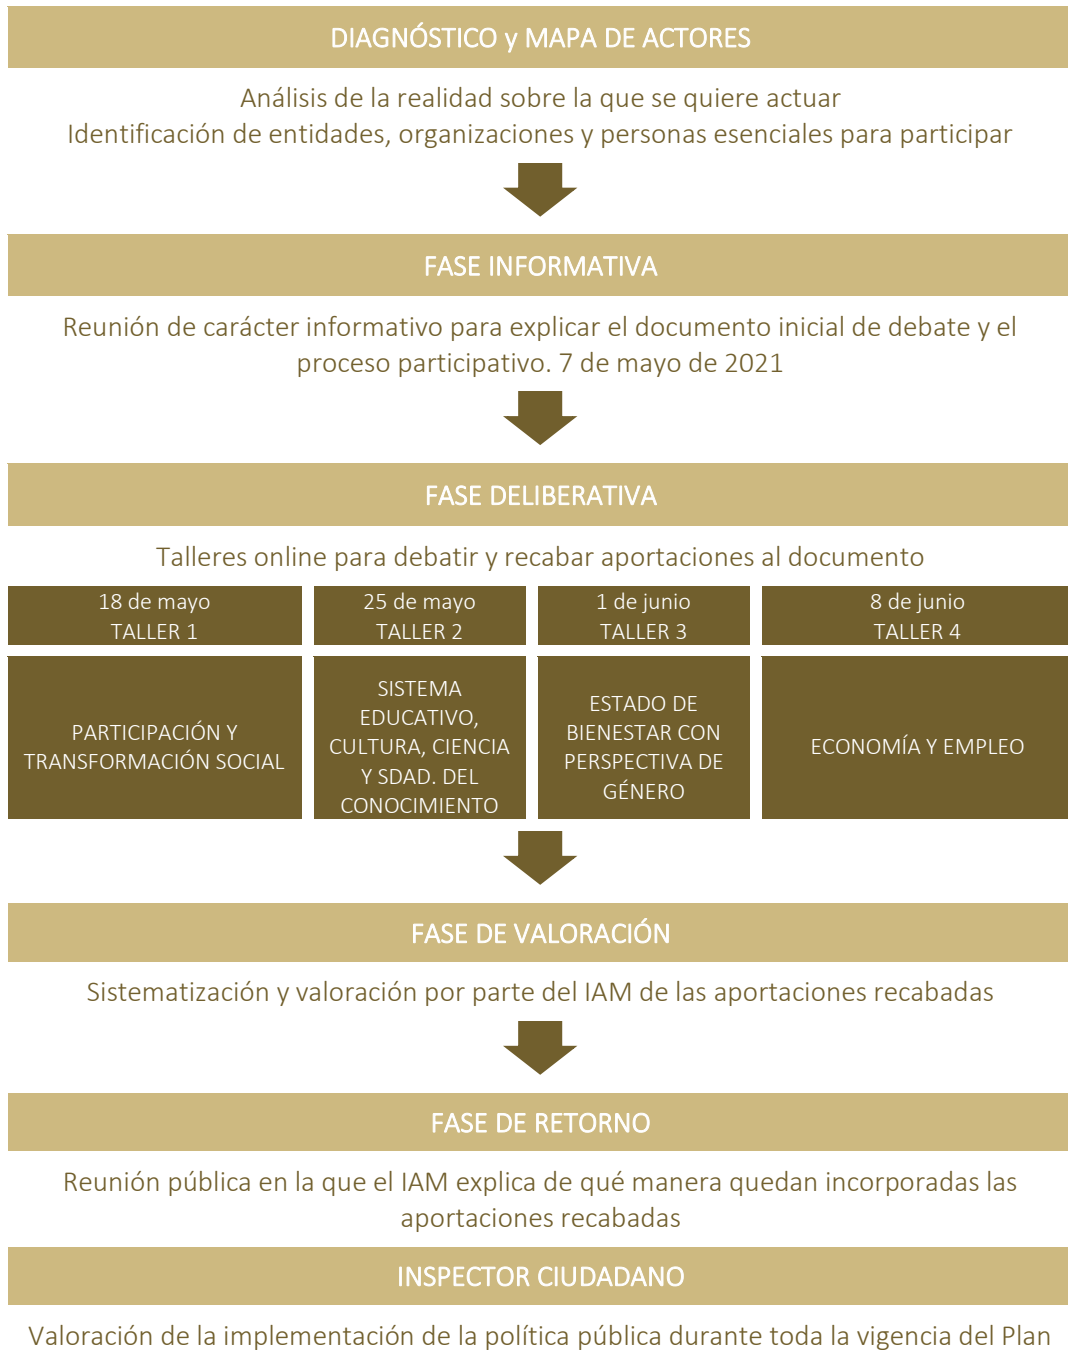 DIAGNÓSTICO y MAPA DE ACTORES
Análisis de la realidad sobre la que se quiere actuar
Identificación de entidades, organizaciones y personas esenciales para participar
FASE INFORMATIVA
Reunión de carácter informativo para explicar el documento inicial de debate y el
proceso participativo. 7 de mayo de 2021
FASE DELIBERATIVA
Talleres online para debatir y recabar aportaciones al documento
18 de mayo
TALLER 1
25 de mayo
TALLER 2
1 de junio
TALLER 3
8 de junio
TALLER 4
PARTICIPACIÓN Y
TRANSFORMACIÓN SOCIAL
SISTEMA
EDUCATIVO,
CULTURA, CIENCIA
Y SDAD. DEL
CONOCIMIENTO
ESTADO DE
BIENESTAR CON
PERSPECTIVA DE
GÉNERO
ECONOMÍA Y EMPLEO
FASE DE VALORACIÓN
Sistematización y valoración por parte del IAM de las aportaciones recabadas
FASE DE RETORNO
Reunión pública en la que el IAM explica de qué manera quedan incorporadas las
aportaciones recabadas
INSPECTOR CIUDADANO
Valoración de la implementación de la política pública durante toda la vigencia del Plan